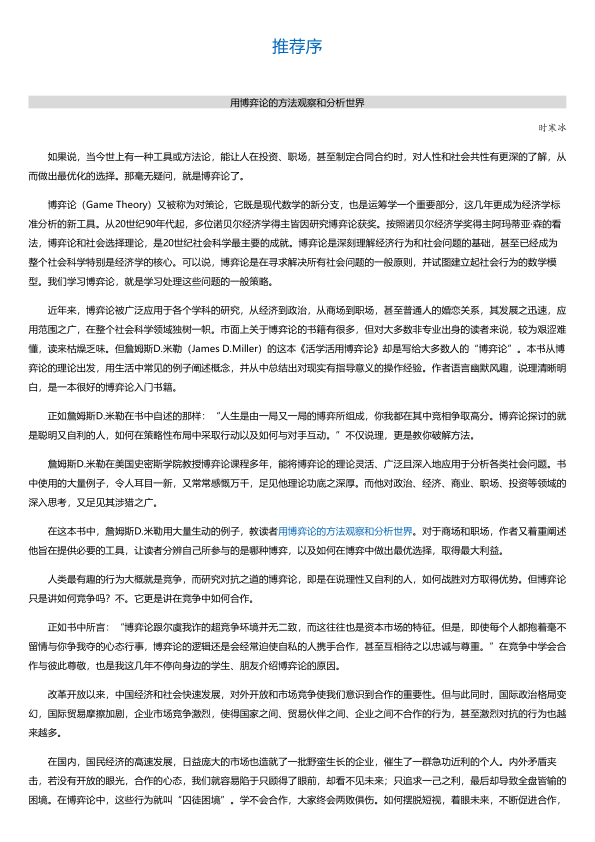 推荐序
用博弈论的方法观察和分析世界
时寒冰
如果说，当今世上有一种工具或方法论，能让人在投资、职场，甚至制定合同合约时，对人性和社会共性有更深的了解，从
而做出最优化的选择。那毫无疑问，就是博弈论了。
博弈论（Game Theory）又被称为对策论，它既是现代数学的新分支，也是运筹学一个重要部分，这几年更成为经济学标
准分析的新工具。从20世纪90年代起，多位诺贝尔经济学得主皆因研究博弈论获奖。按照诺贝尔经济学奖得主阿玛蒂亚·森的看
法，博弈论和社会选择理论，是20世纪社会科学最主要的成就。博弈论是深刻理解经济行为和社会问题的基础，甚至已经成为
整个社会科学特别是经济学的核心。可以说，博弈论是在寻求解决所有社会问题的一般原则，并试图建立起社会行为的数学模
型。我们学习博弈论，就是学习处理这些问题的一般策略。
近年来，博弈论被广泛应用于各个学科的研究，从经济到政治，从商场到职场，甚至普通人的婚恋关系，其发展之迅速，应
用范围之广，在整个社会科学领域独树一帜。市面上关于博弈论的书籍有很多，但对大多数非专业出身的读者来说，较为艰涩难
懂，读来枯燥乏味。但詹姆斯D.米勒（James D.Miller）的这本《活学活用博弈论》却是写给大多数人的“博弈论”。本书从博
弈论的理论出发，用生活中常见的例子阐述概念，并从中总结出对现实有指导意义的操作经验。作者语言幽默风趣，说理清晰明
白，是一本很好的博弈论入门书籍。
正如詹姆斯D.米勒在书中自述的那样：“人生是由一局又一局的博弈所组成，你我都在其中竞相争取高分。博弈论探讨的就
是聪明又自利的人，如何在策略性布局中采取行动以及如何与对手互动。”不仅说理，更是教你破解方法。
詹姆斯D.米勒在美国史密斯学院教授博弈论课程多年，能将博弈论的理论灵活、广泛且深入地应用于分析各类社会问题。书
中使用的大量例子，令人耳目一新，又常常感慨万千，足见他理论功底之深厚。而他对政治、经济、商业、职场、投资等领域的
深入思考，又足见其涉猎之广。
在这本书中，詹姆斯D.米勒用大量生动的例子，教读者用博弈论的方法观察和分析世界。对于商场和职场，作者又着重阐述
他旨在提供必要的工具，让读者分辨自己所参与的是哪种博弈，以及如何在博弈中做出最优选择，取得最大利益。
人类最有趣的行为大概就是竞争，而研究对抗之道的博弈论，即是在说理性又自利的人，如何战胜对方取得优势。但博弈论
只是讲如何竞争吗？不。它更是讲在竞争中如何合作。
正如书中所言：“博弈论跟尔虞我诈的超竞争环境并无二致，而这往往也是资本市场的特征。但是，即使每个人都抱着毫不
留情与你争我夺的心态行事，博弈论的逻辑还是会经常迫使自私的人携手合作，甚至互相待之以忠诚与尊重。”在竞争中学会合
作与彼此尊敬，也是我这几年不停向身边的学生、朋友介绍博弈论的原因。
改革开放以来，中国经济和社会快速发展，对外开放和市场竞争使我们意识到合作的重要性。但与此同时，国际政治格局变
幻，国际贸易摩擦加剧，企业市场竞争激烈，使得国家之间、贸易伙伴之间、企业之间不合作的行为，甚至激烈对抗的行为也越
来越多。
在国内，国民经济的高速发展，日益庞大的市场也造就了一批野蛮生长的企业，催生了一群急功近利的个人。内外矛盾夹
击，若没有开放的眼光，合作的心态，我们就容易陷于只顾得了眼前，却看不见未来；只追求一己之利，最后却导致全盘皆输的
困境。在博弈论中，这些行为就叫“囚徒困境”。学不会合作，大家终会两败俱伤。如何摆脱短视，着眼未来，不断促进合作，